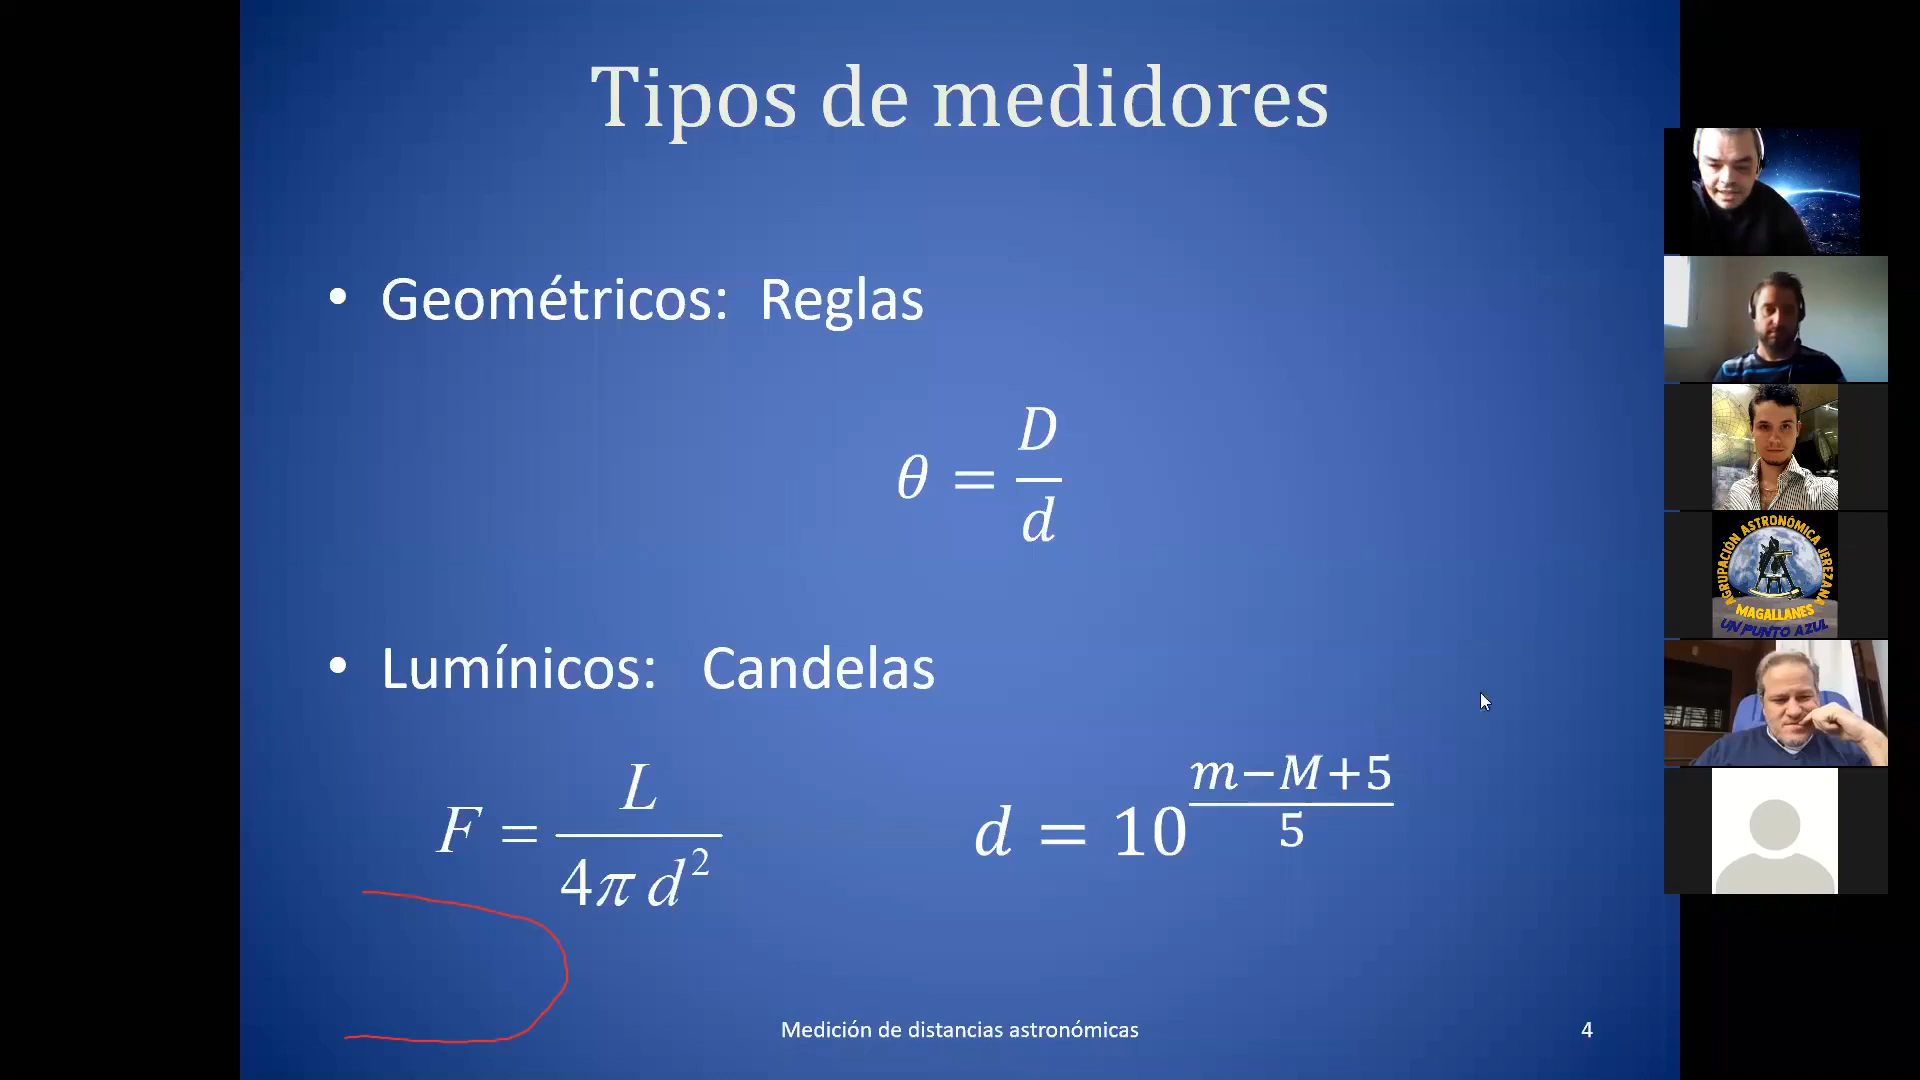 Tipos de medidores
• Geométricos: Reglas
θ = D/d
• Lumínicos: Candelas
F = L/(4π d²)
d = 10^((m−M+5)/5)
Medición de distancias astronómicas
4
AGRUPACIÓN ASTRONÓMICA JEREZANA
MAGALLANES
UN PUNTO AZUL